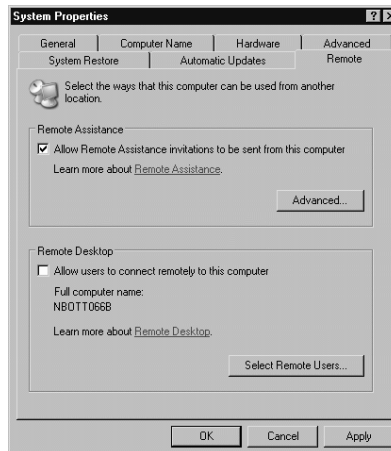 System Properties
General Computer Name Hardware Advanced
System Restore Automatic Updates Remote
Select the ways that this computer can be used from another
location.
Remote Assistance
Allow Remote Assistance invitations to be sent from this computer
Learn more about Remote Assistance.
Advanced...
Remote Desktop
Allow users to connect remotely to this computer
Full computer name:
NBOTT066B
Learn more about Remote Desktop.
Select Remote Users...
OK Cancel Apply